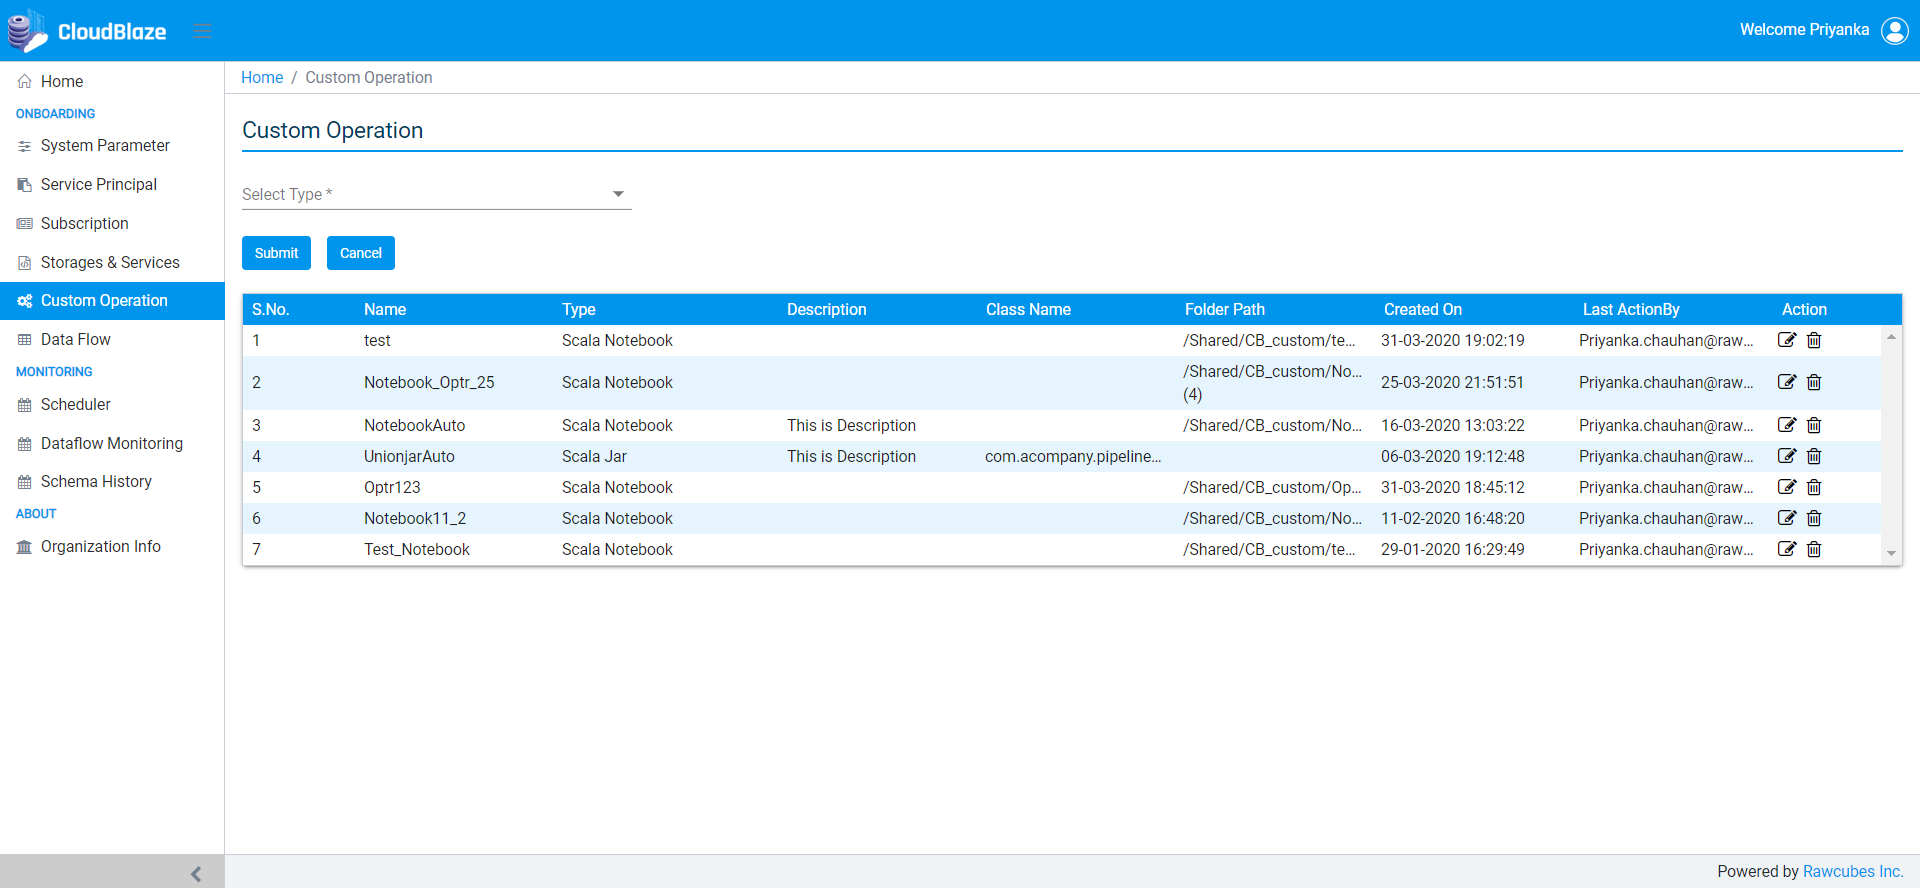 CloudBlaze
Welcome Priyanka
Home
ONBOARDING
System Parameter
Service Principal
Subscription
Storages & Services
Custom Operation
Data Flow
MONITORING
Scheduler
Dataflow Monitoring
Schema History
ABOUT
Organization Info
Home / Custom Operation
Custom Operation
Select Type *
Submit Cancel
S.No. Name Type Description Class Name Folder Path Created On Last ActionBy Action
1 test Scala Notebook /Shared/CB_custom/te... 31-03-2020 19:02:19 Priyanka.chauhan@raw...
2 Notebook_Optr_25 Scala Notebook /Shared/CB_custom/No... (4) 25-03-2020 21:51:51 Priyanka.chauhan@raw...
3 NotebookAuto Scala Notebook This is Description /Shared/CB_custom/No... 16-03-2020 13:03:22 Priyanka.chauhan@raw...
4 UnionjarAuto Scala Jar This is Description com.acompany.pipeline... 06-03-2020 19:12:48 Priyanka.chauhan@raw...
5 Optr123 Scala Notebook /Shared/CB_custom/Op... 31-03-2020 18:45:12 Priyanka.chauhan@raw...
6 Notebook11_2 Scala Notebook /Shared/CB_custom/No... 11-02-2020 16:48:20 Priyanka.chauhan@raw...
7 Test_Notebook Scala Notebook /Shared/CB_custom/te... 29-01-2020 16:29:49 Priyanka.chauhan@raw...
Powered by Rawcubes Inc.